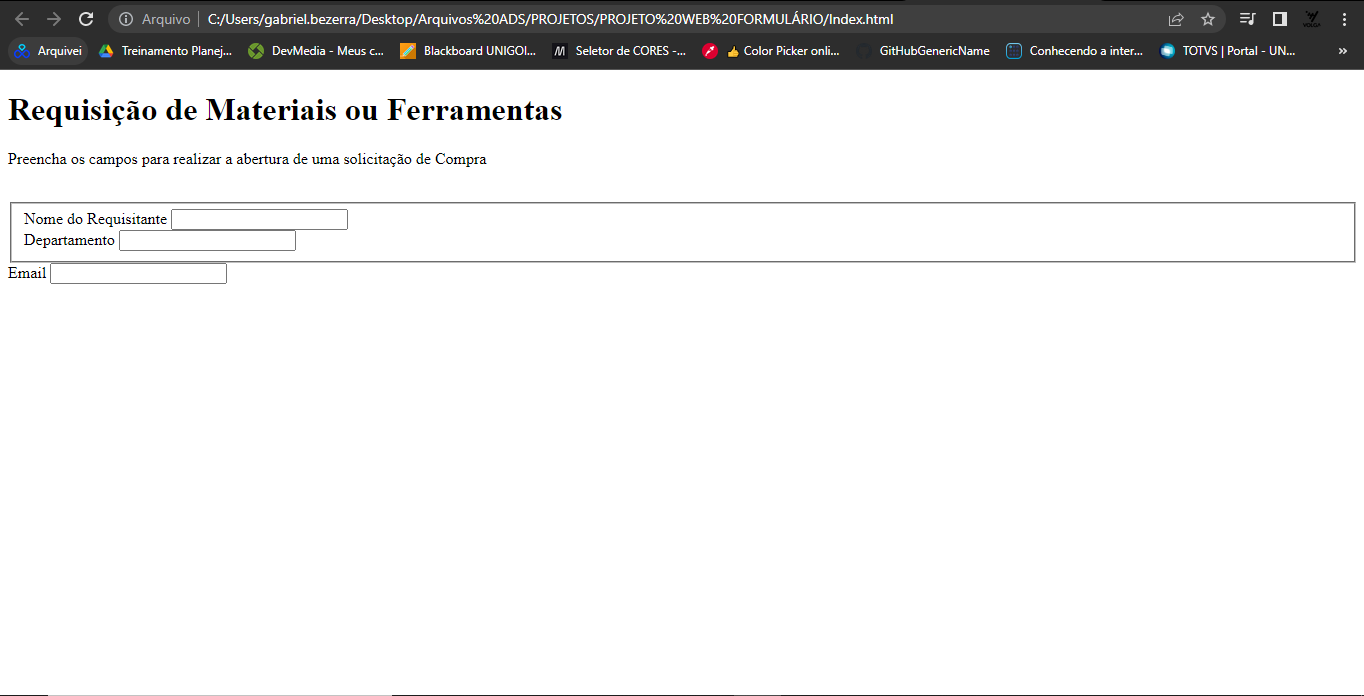 Arquivo | C:/Users/gabriel.bezerra/Desktop/Arquivos%20ADS/PROJETOS/PROJETO%20WEB%20FORMULÁRIO/Index.html
Arquivei Treinamento Planej... DevMedia - Meus c... Blackboard UNIGOI... M Seletor de CORES -... Color Picker onli... GitHubGenericName Conhecendo a inter... TOTVS | Portal - UN... »
Requisição de Materiais ou Ferramentas
Preencha os campos para realizar a abertura de uma solicitação de Compra
Nome do Requisitante
Departamento
Email